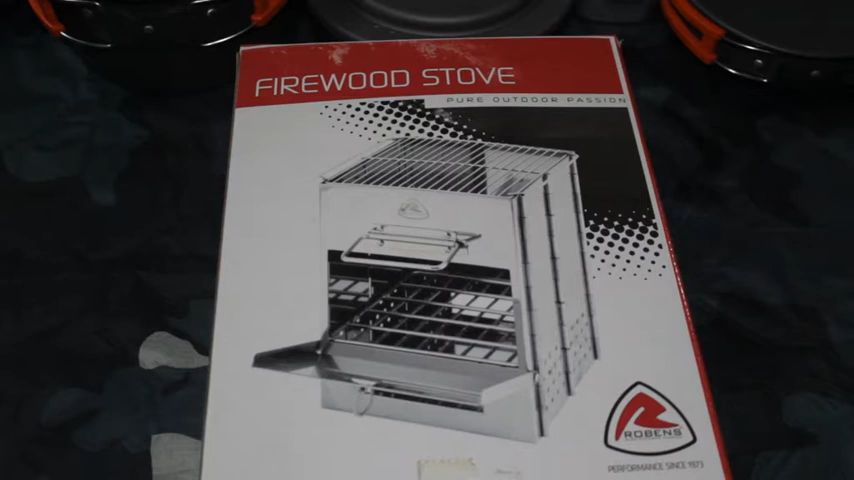 FIREWOOD STOVE
PURE OUTDOOR PASSION
ROBENS
PERFORMANCE SINCE 1973